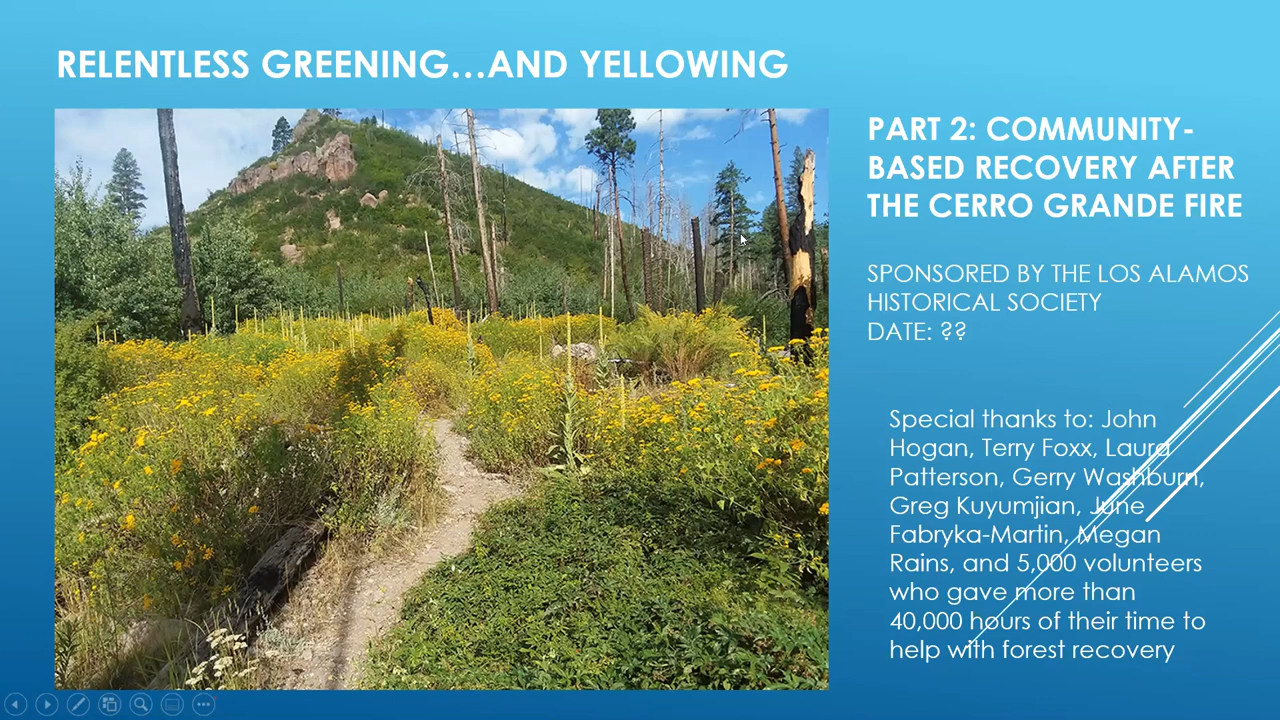 RELENTLESS GREENING...AND YELLOWING
PART 2: COMMUNITY-
BASED RECOVERY AFTER
THE CERRO GRANDE FIRE
SPONSORED BY THE LOS ALAMOS
HISTORICAL SOCIETY
DATE: ??
Special thanks to: John
Hogan, Terry Foxx, Laura
Patterson, Gerry Washburn,
Greg Kuyumjian, June
Fabryka-Martin, Megan
Rains, and 5,000 volunteers
who gave more than
40,000 hours of their time to
help with forest recovery